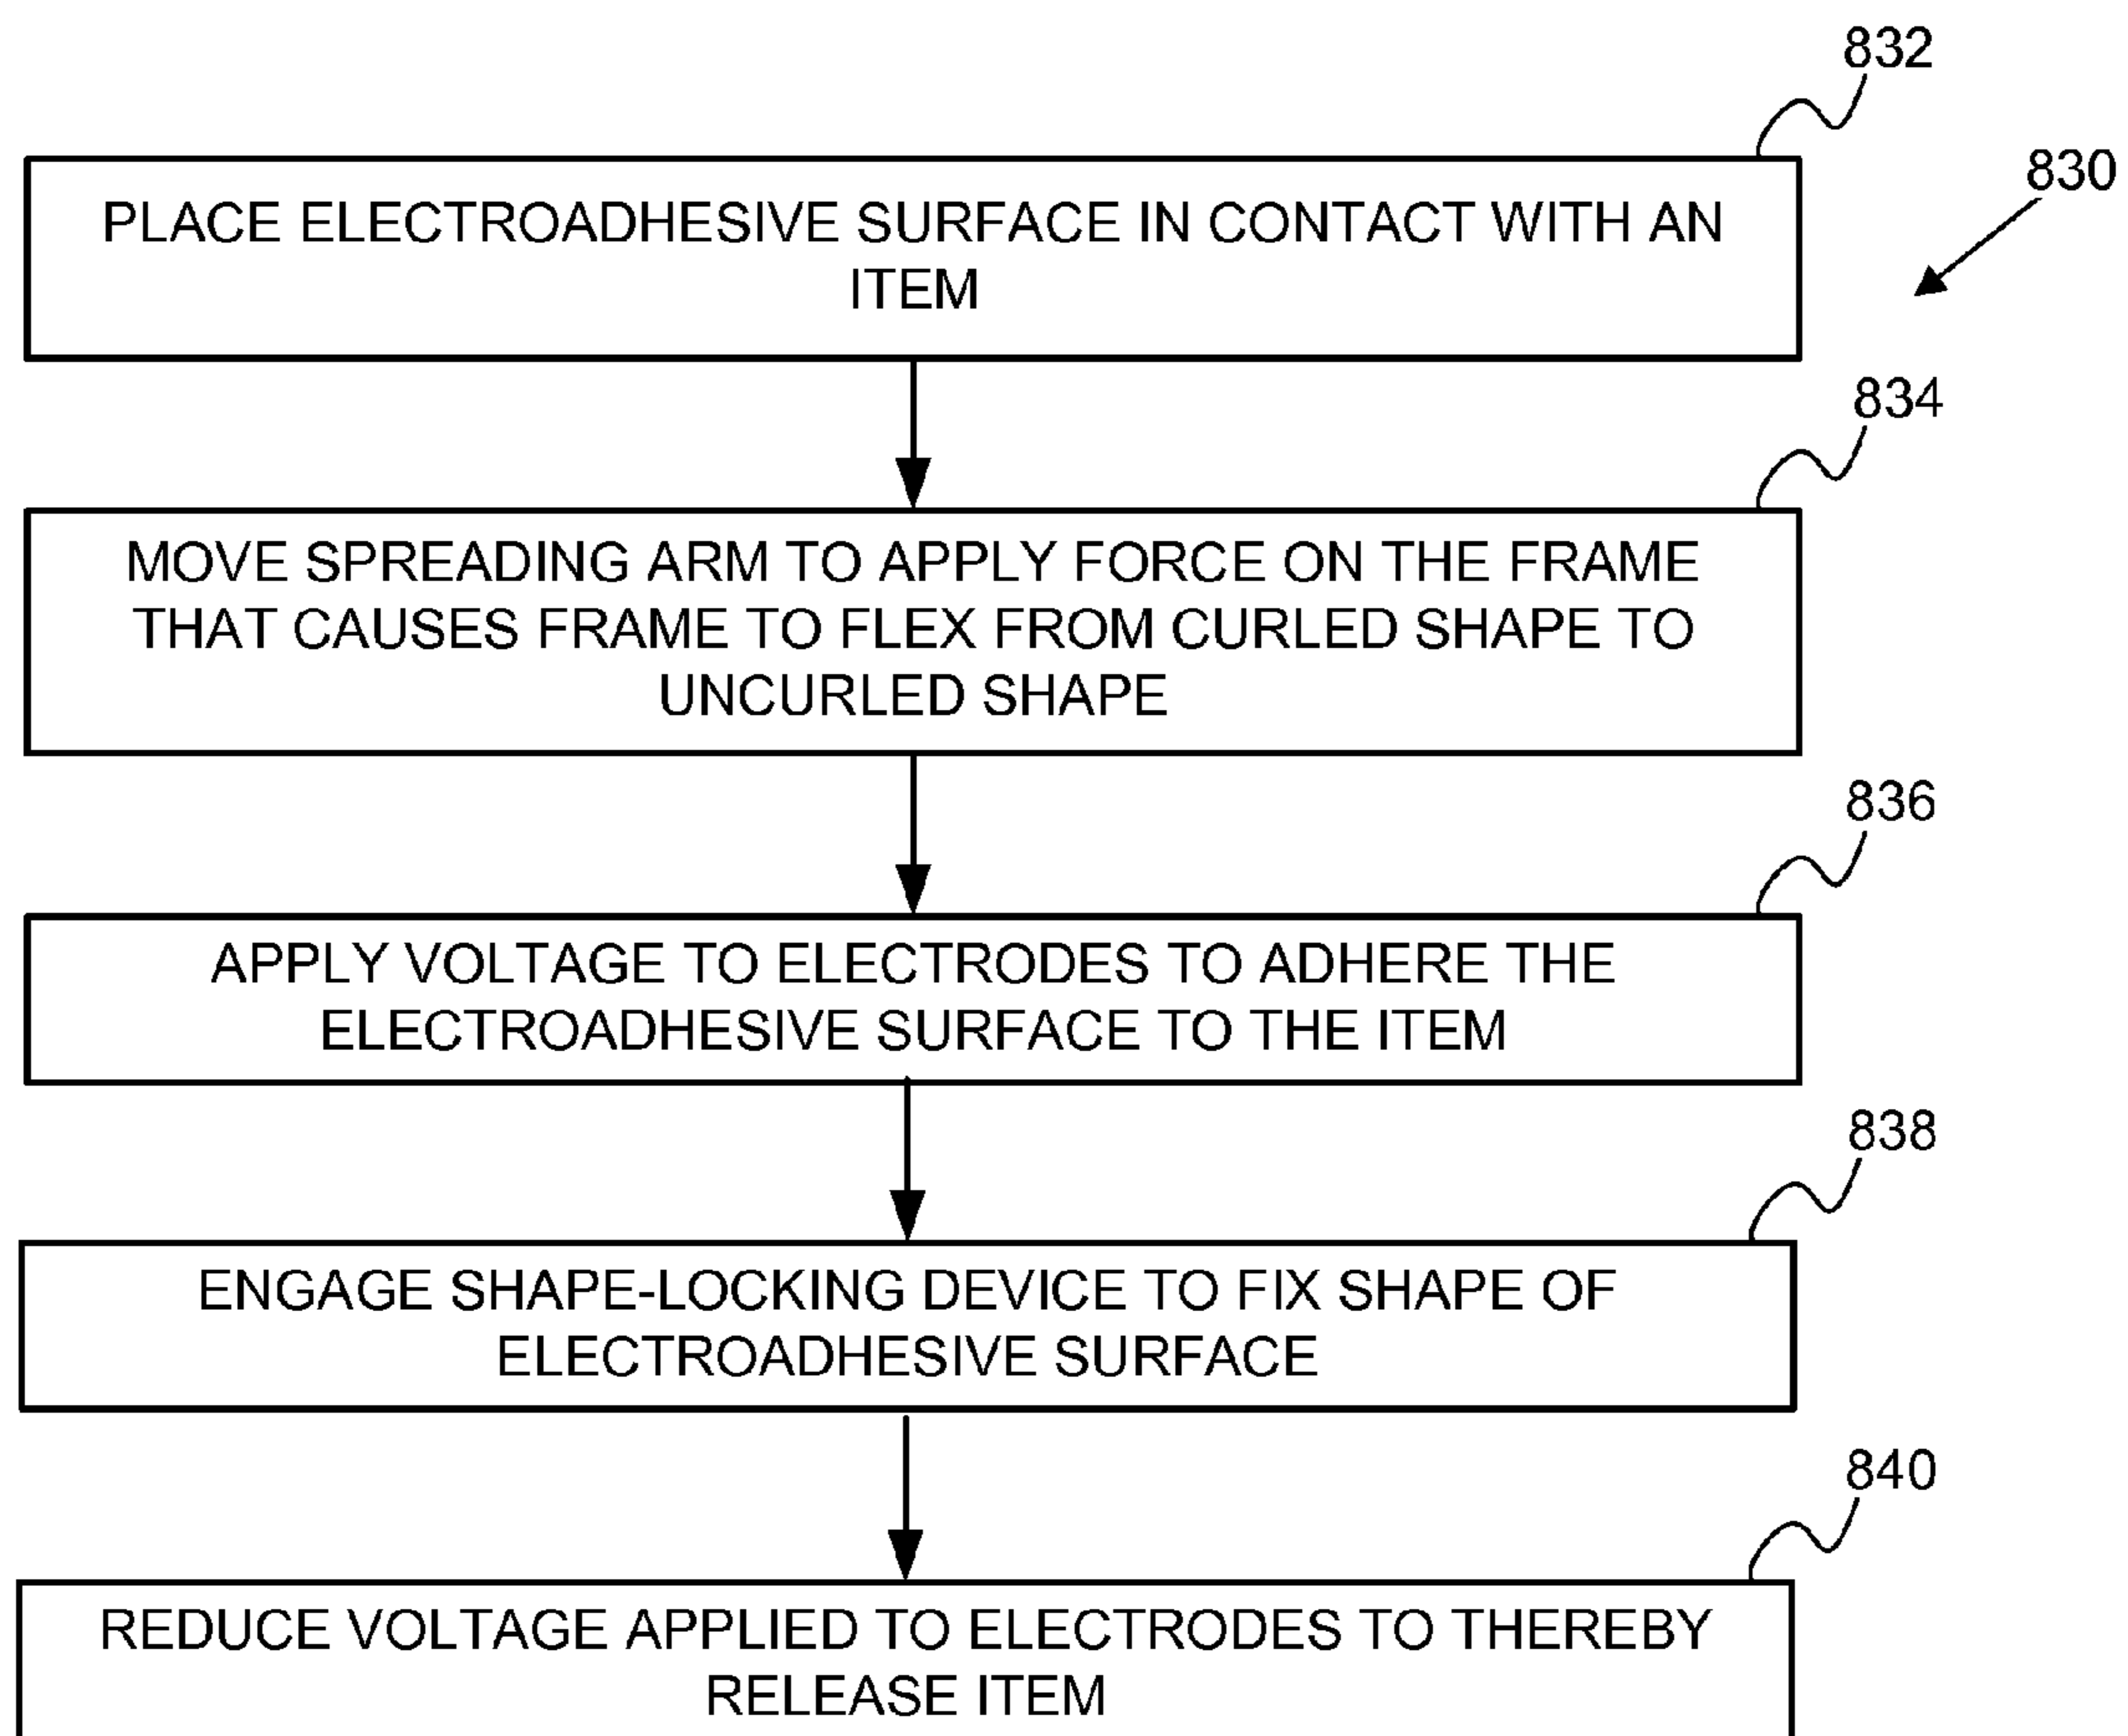 832
830
PLACE ELECTROADHESIVE SURFACE IN CONTACT WITH AN
ITEM
834
MOVE SPREADING ARM TO APPLY FORCE ON THE FRAME
THAT CAUSES FRAME TO FLEX FROM CURLED SHAPE TO
UNCURLED SHAPE
836
APPLY VOLTAGE TO ELECTRODES TO ADHERE THE
ELECTROADHESIVE SURFACE TO THE ITEM
838
ENGAGE SHAPE-LOCKING DEVICE TO FIX SHAPE OF
ELECTROADHESIVE SURFACE
840
REDUCE VOLTAGE APPLIED TO ELECTRODES TO THEREBY
RELEASE ITEM